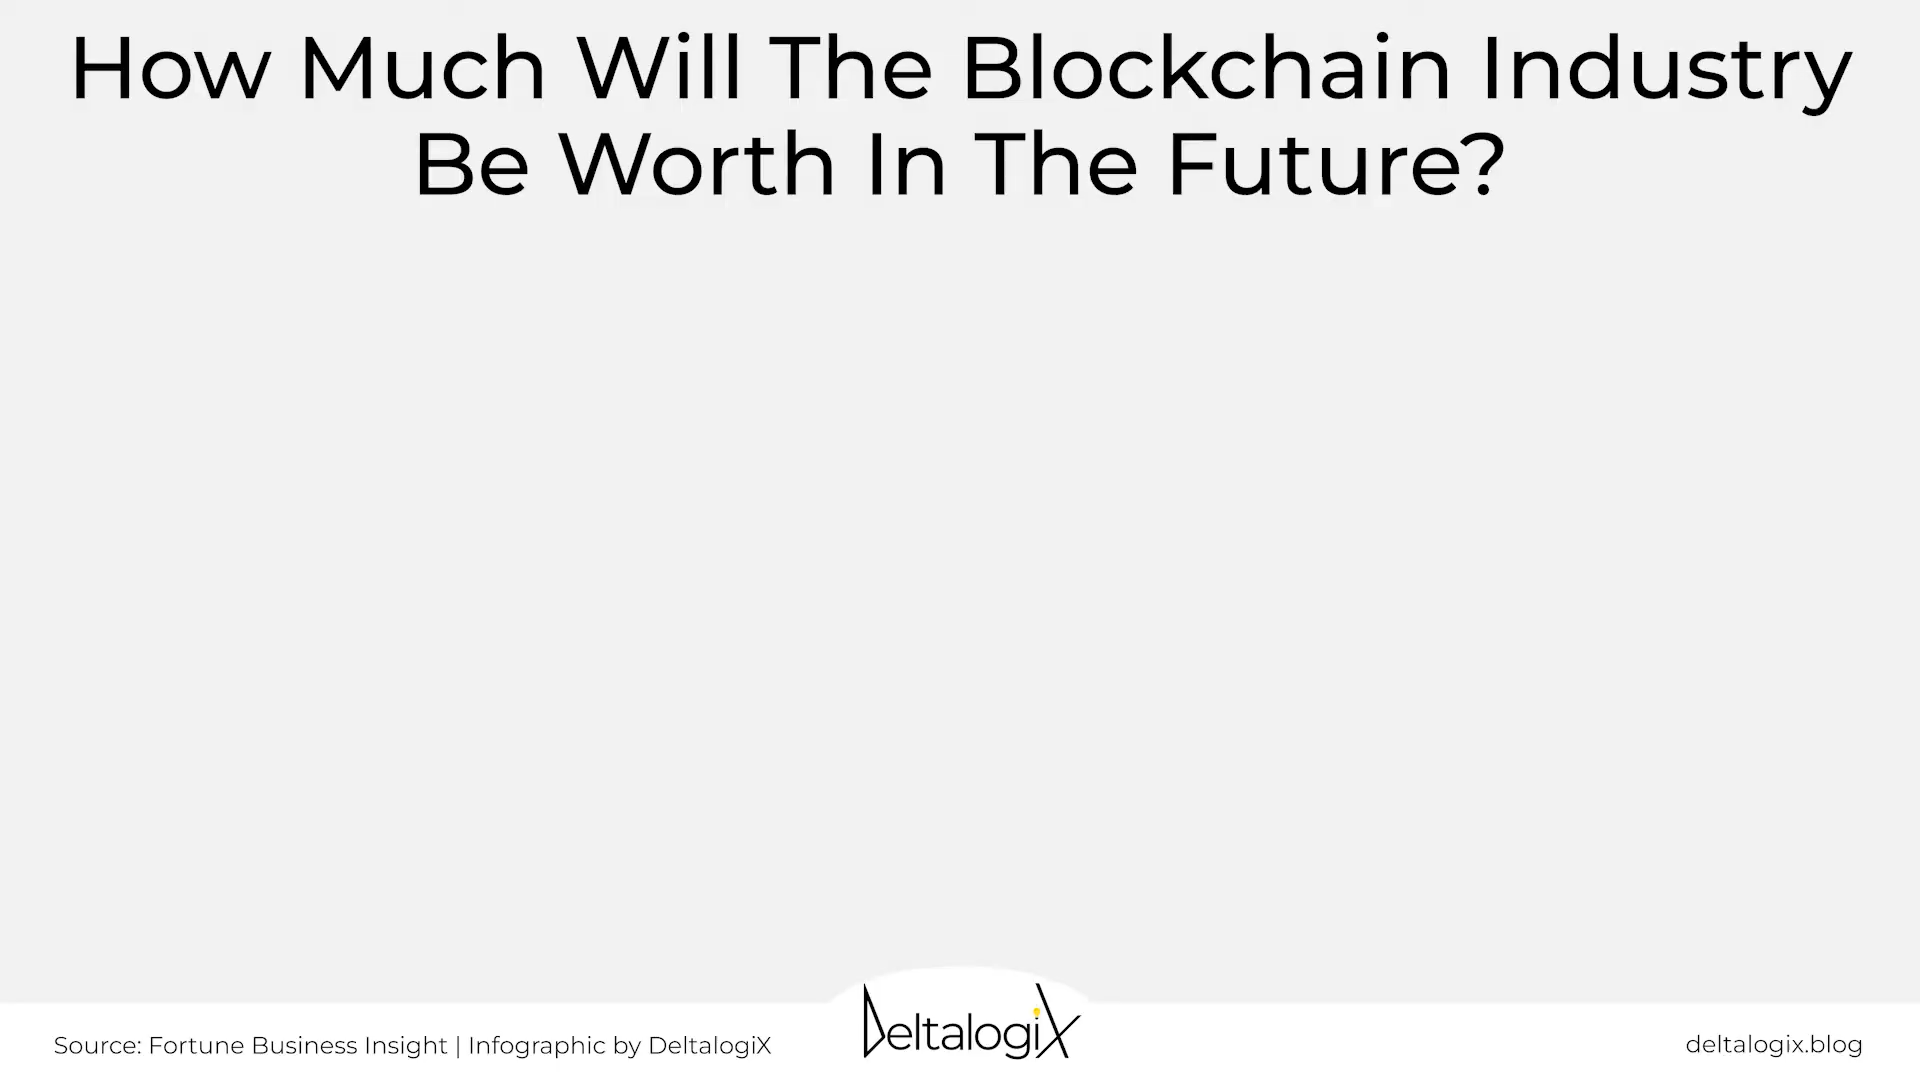 How Much Will The Blockchain Industry
Be Worth In The Future?
Source: Fortune Business Insight | Infographic by DeltalogiX
DeltalogiX
deltalogix.blog